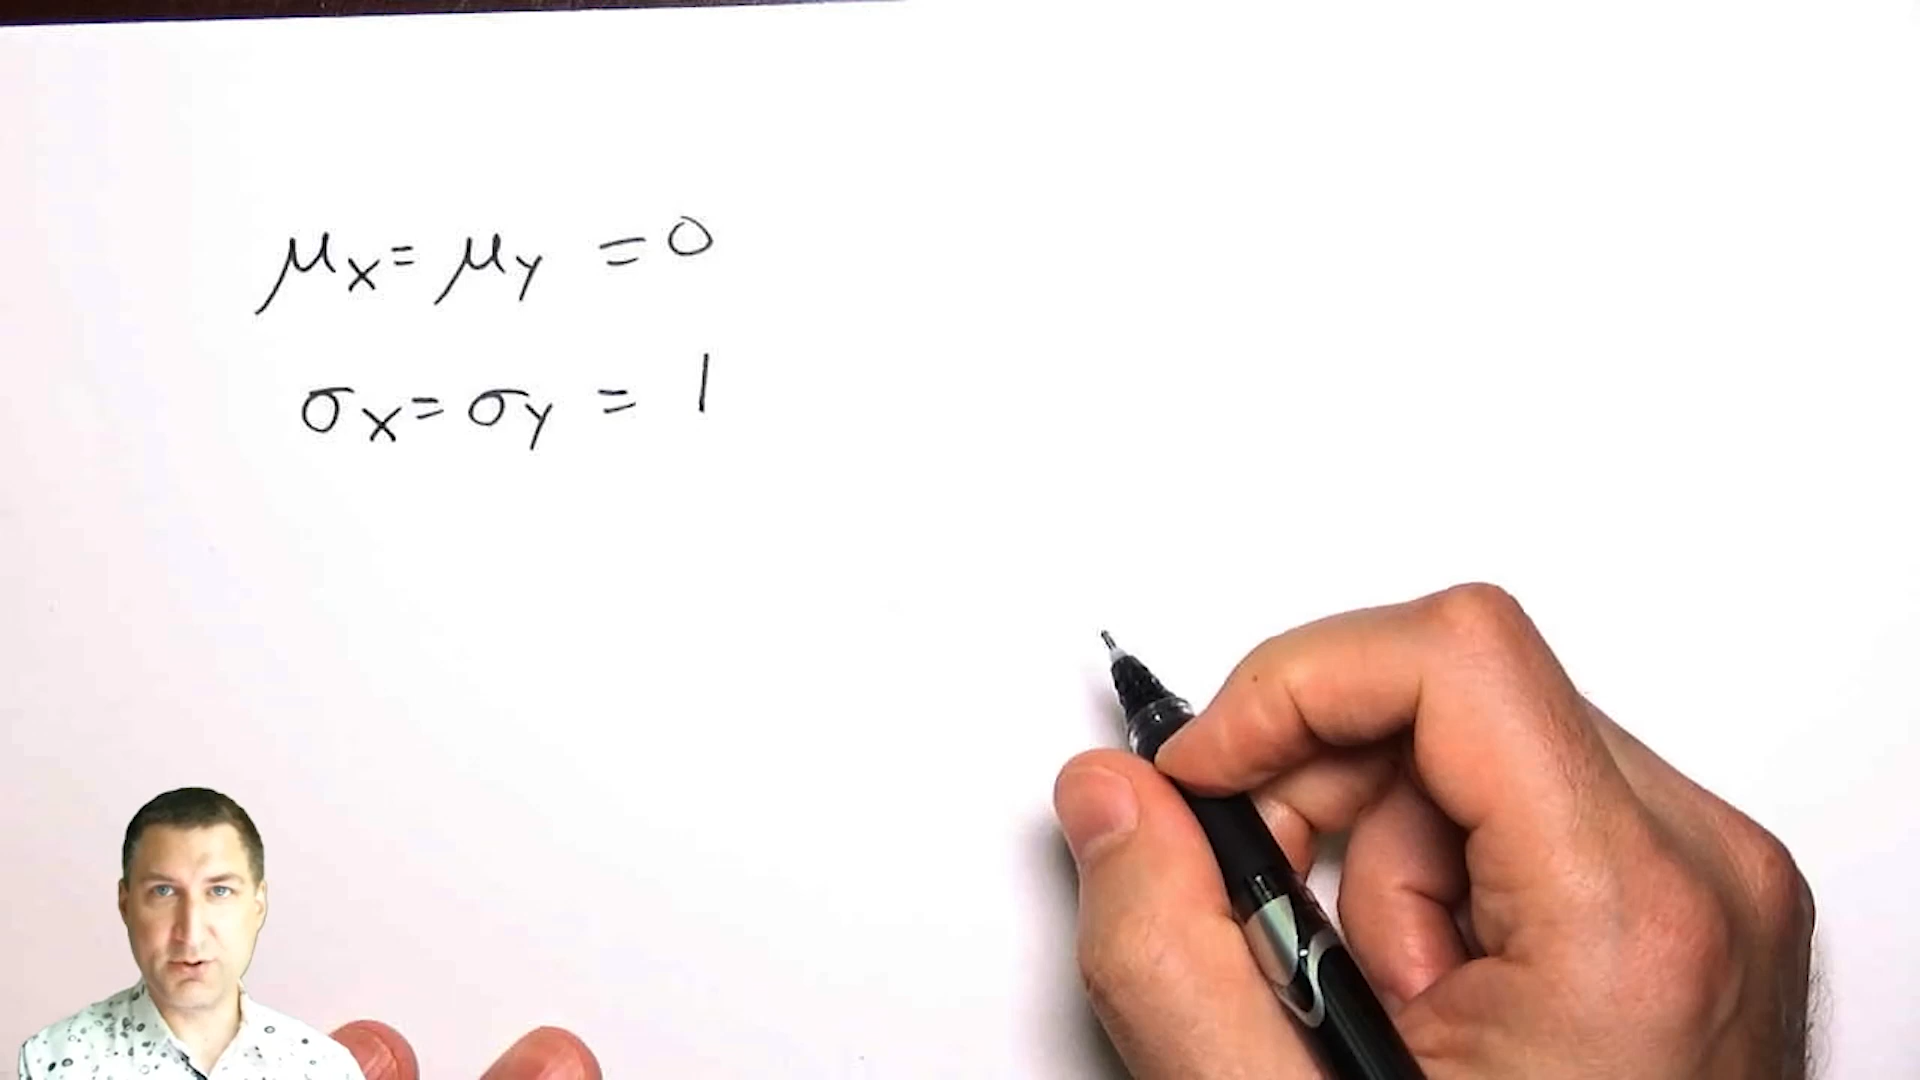 μx = μy = 0
σx = σy = 1